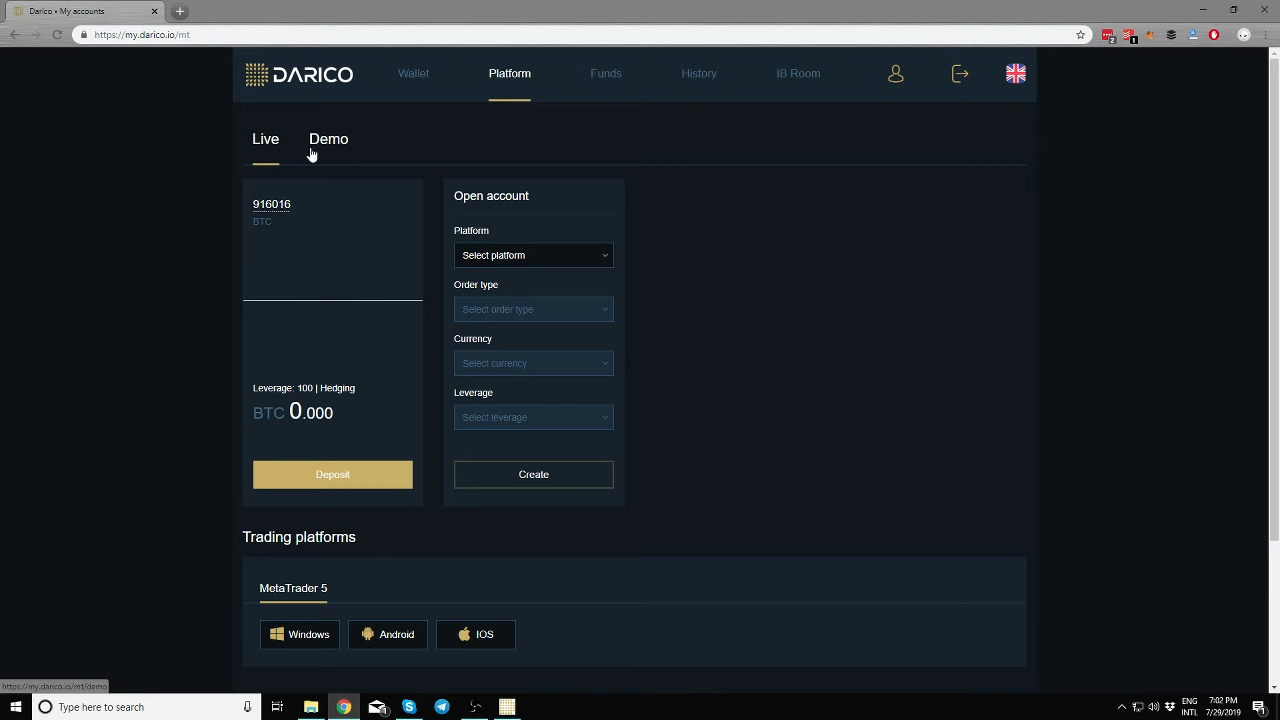 Darico • My accounts
https://my.darico.io/mt
2
1
DARICO
Wallet
Platform
Funds
History
IB Room
Live
Demo
916016
BTC
Leverage: 100 | Hedging
BTC 0.000
Deposit
Open account
Platform
Select platform
Order type
Select order type
Currency
Select currency
Leverage
Select leverage
Create
Trading platforms
MetaTrader 5
Windows
Android
IOS
https://my.darico.io/mt/demo
Type here to search
ENG
INTL
7:02 PM
7/29/2019